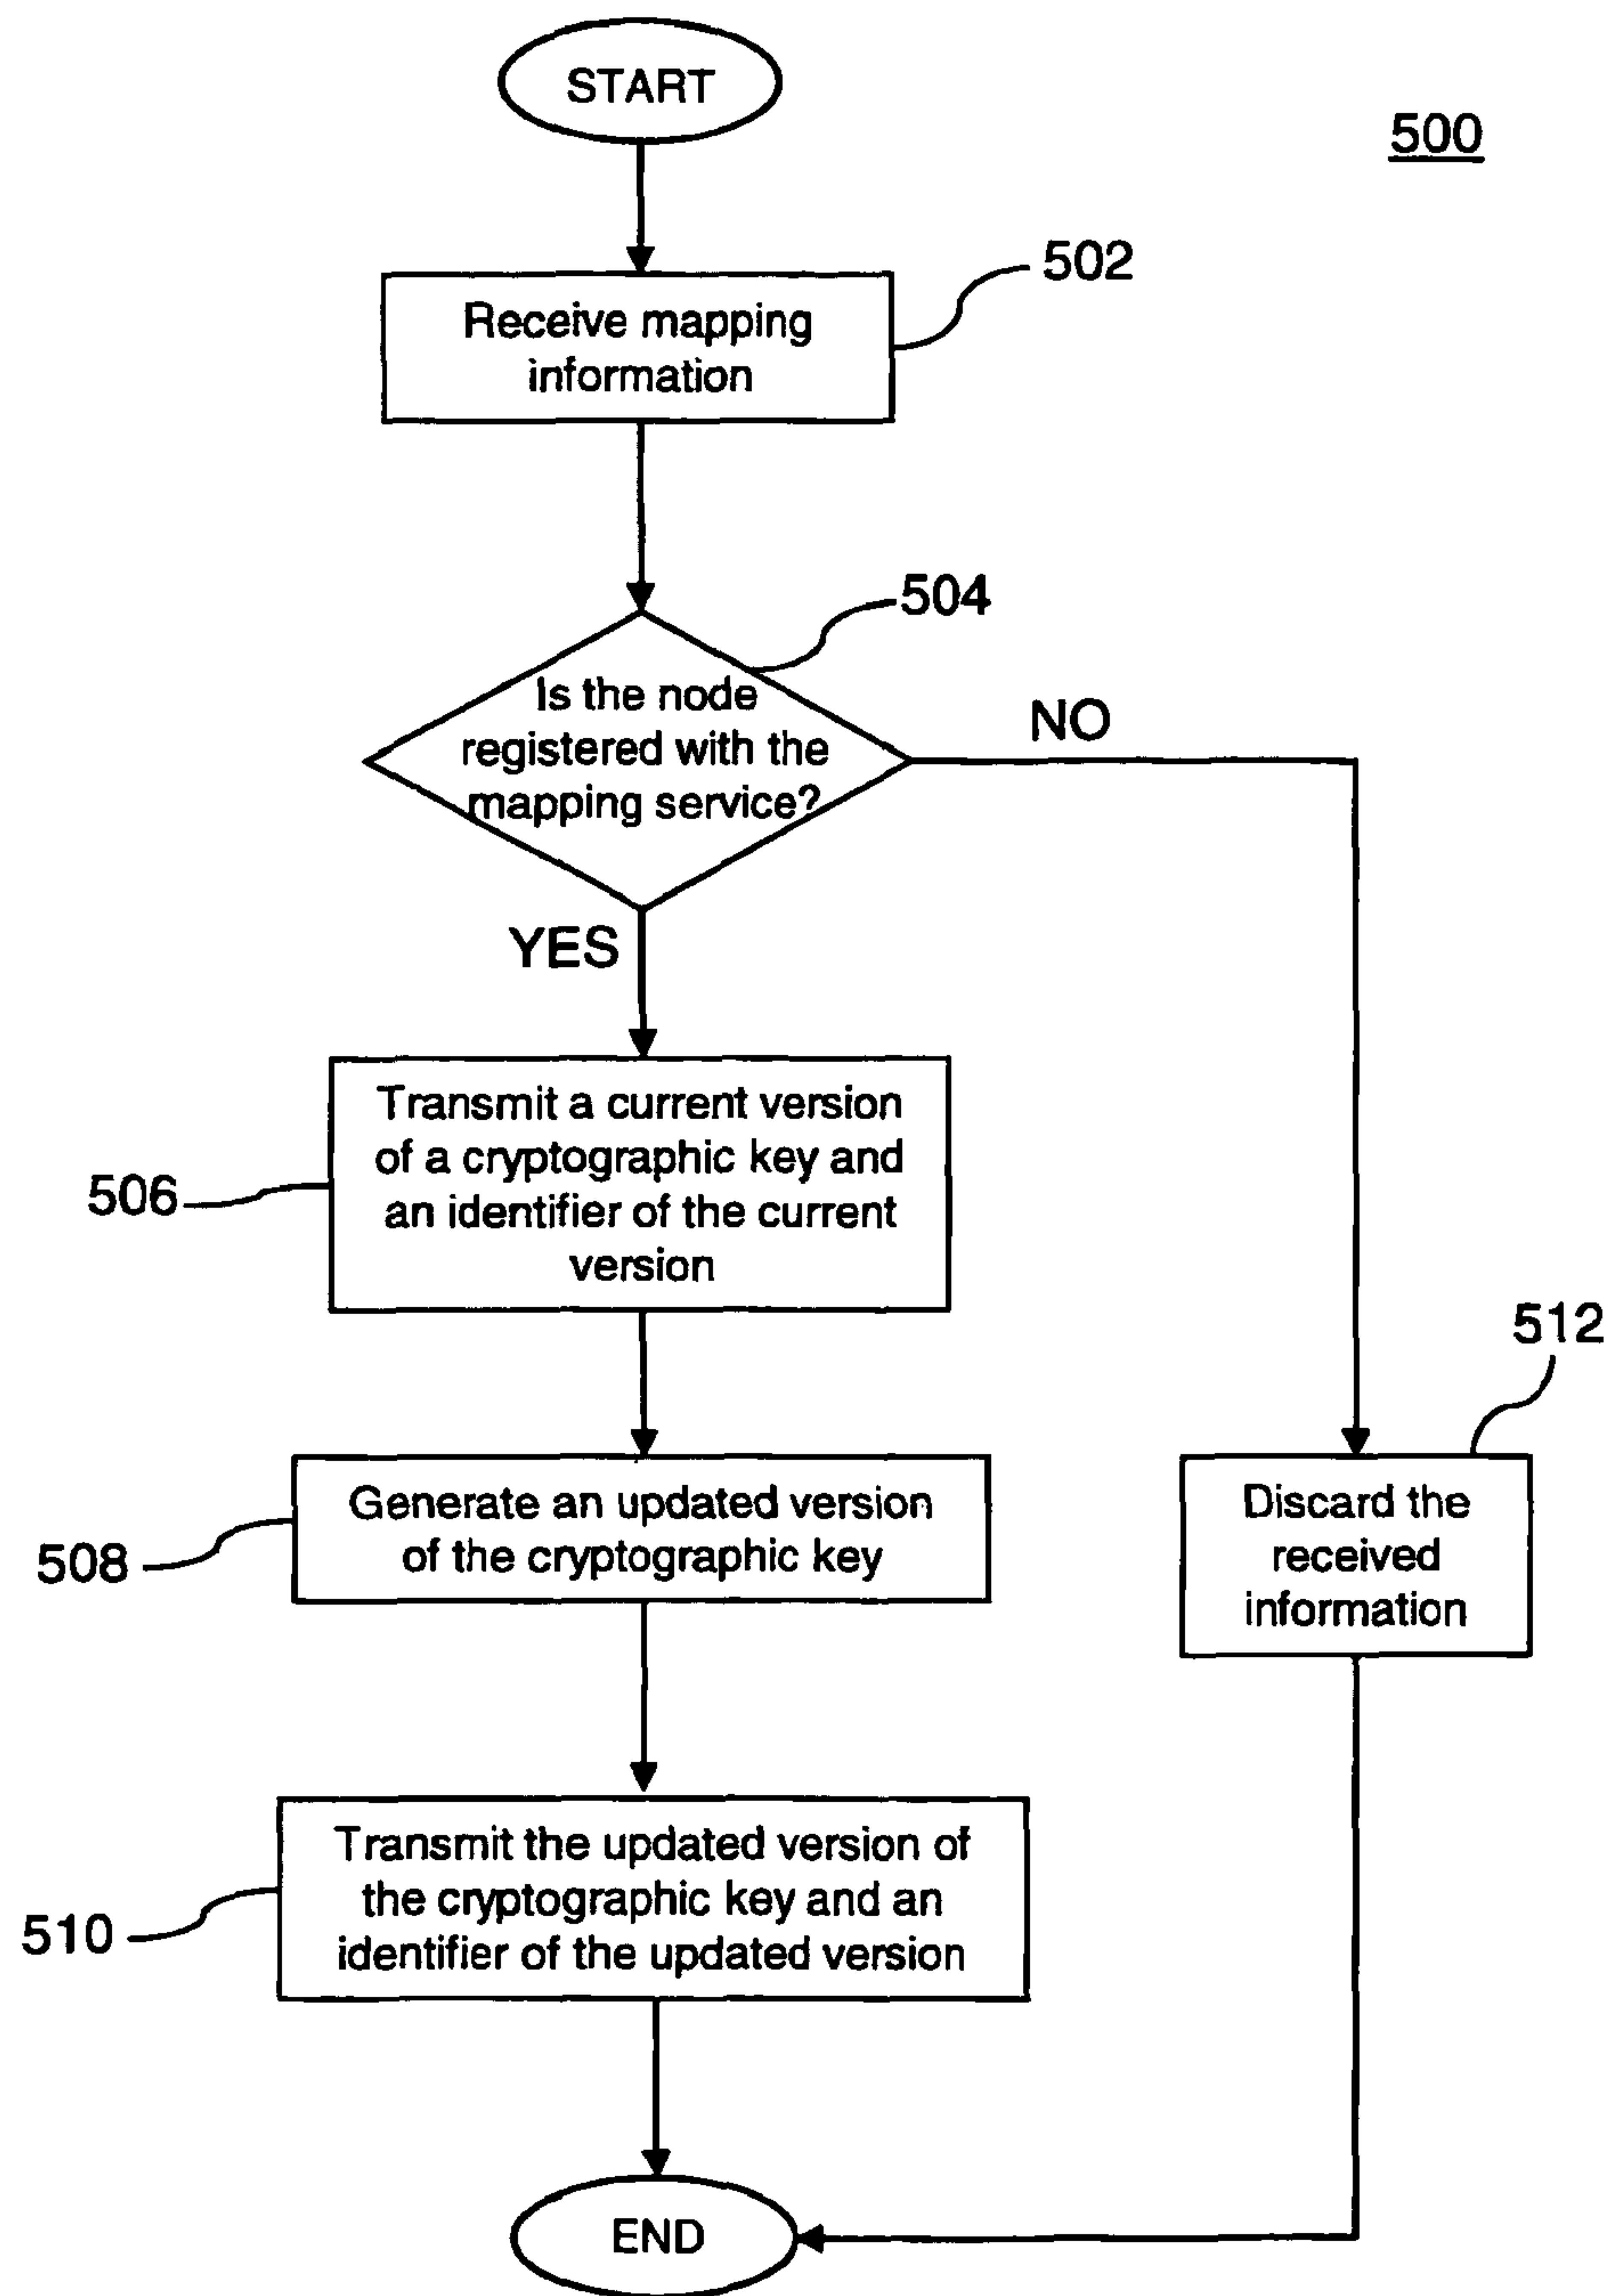 START
500
502
Receive mapping
information
504
Is the node
registered with the
mapping service?
NO
YES
Transmit a current version
of a cryptographic key and
an identifier of the current
version
506
512
Generate an updated version
of the cryptographic key
508
Discard the
received
information
Transmit the updated version of
the cryptographic key and an
identifier of the updated version
510
END